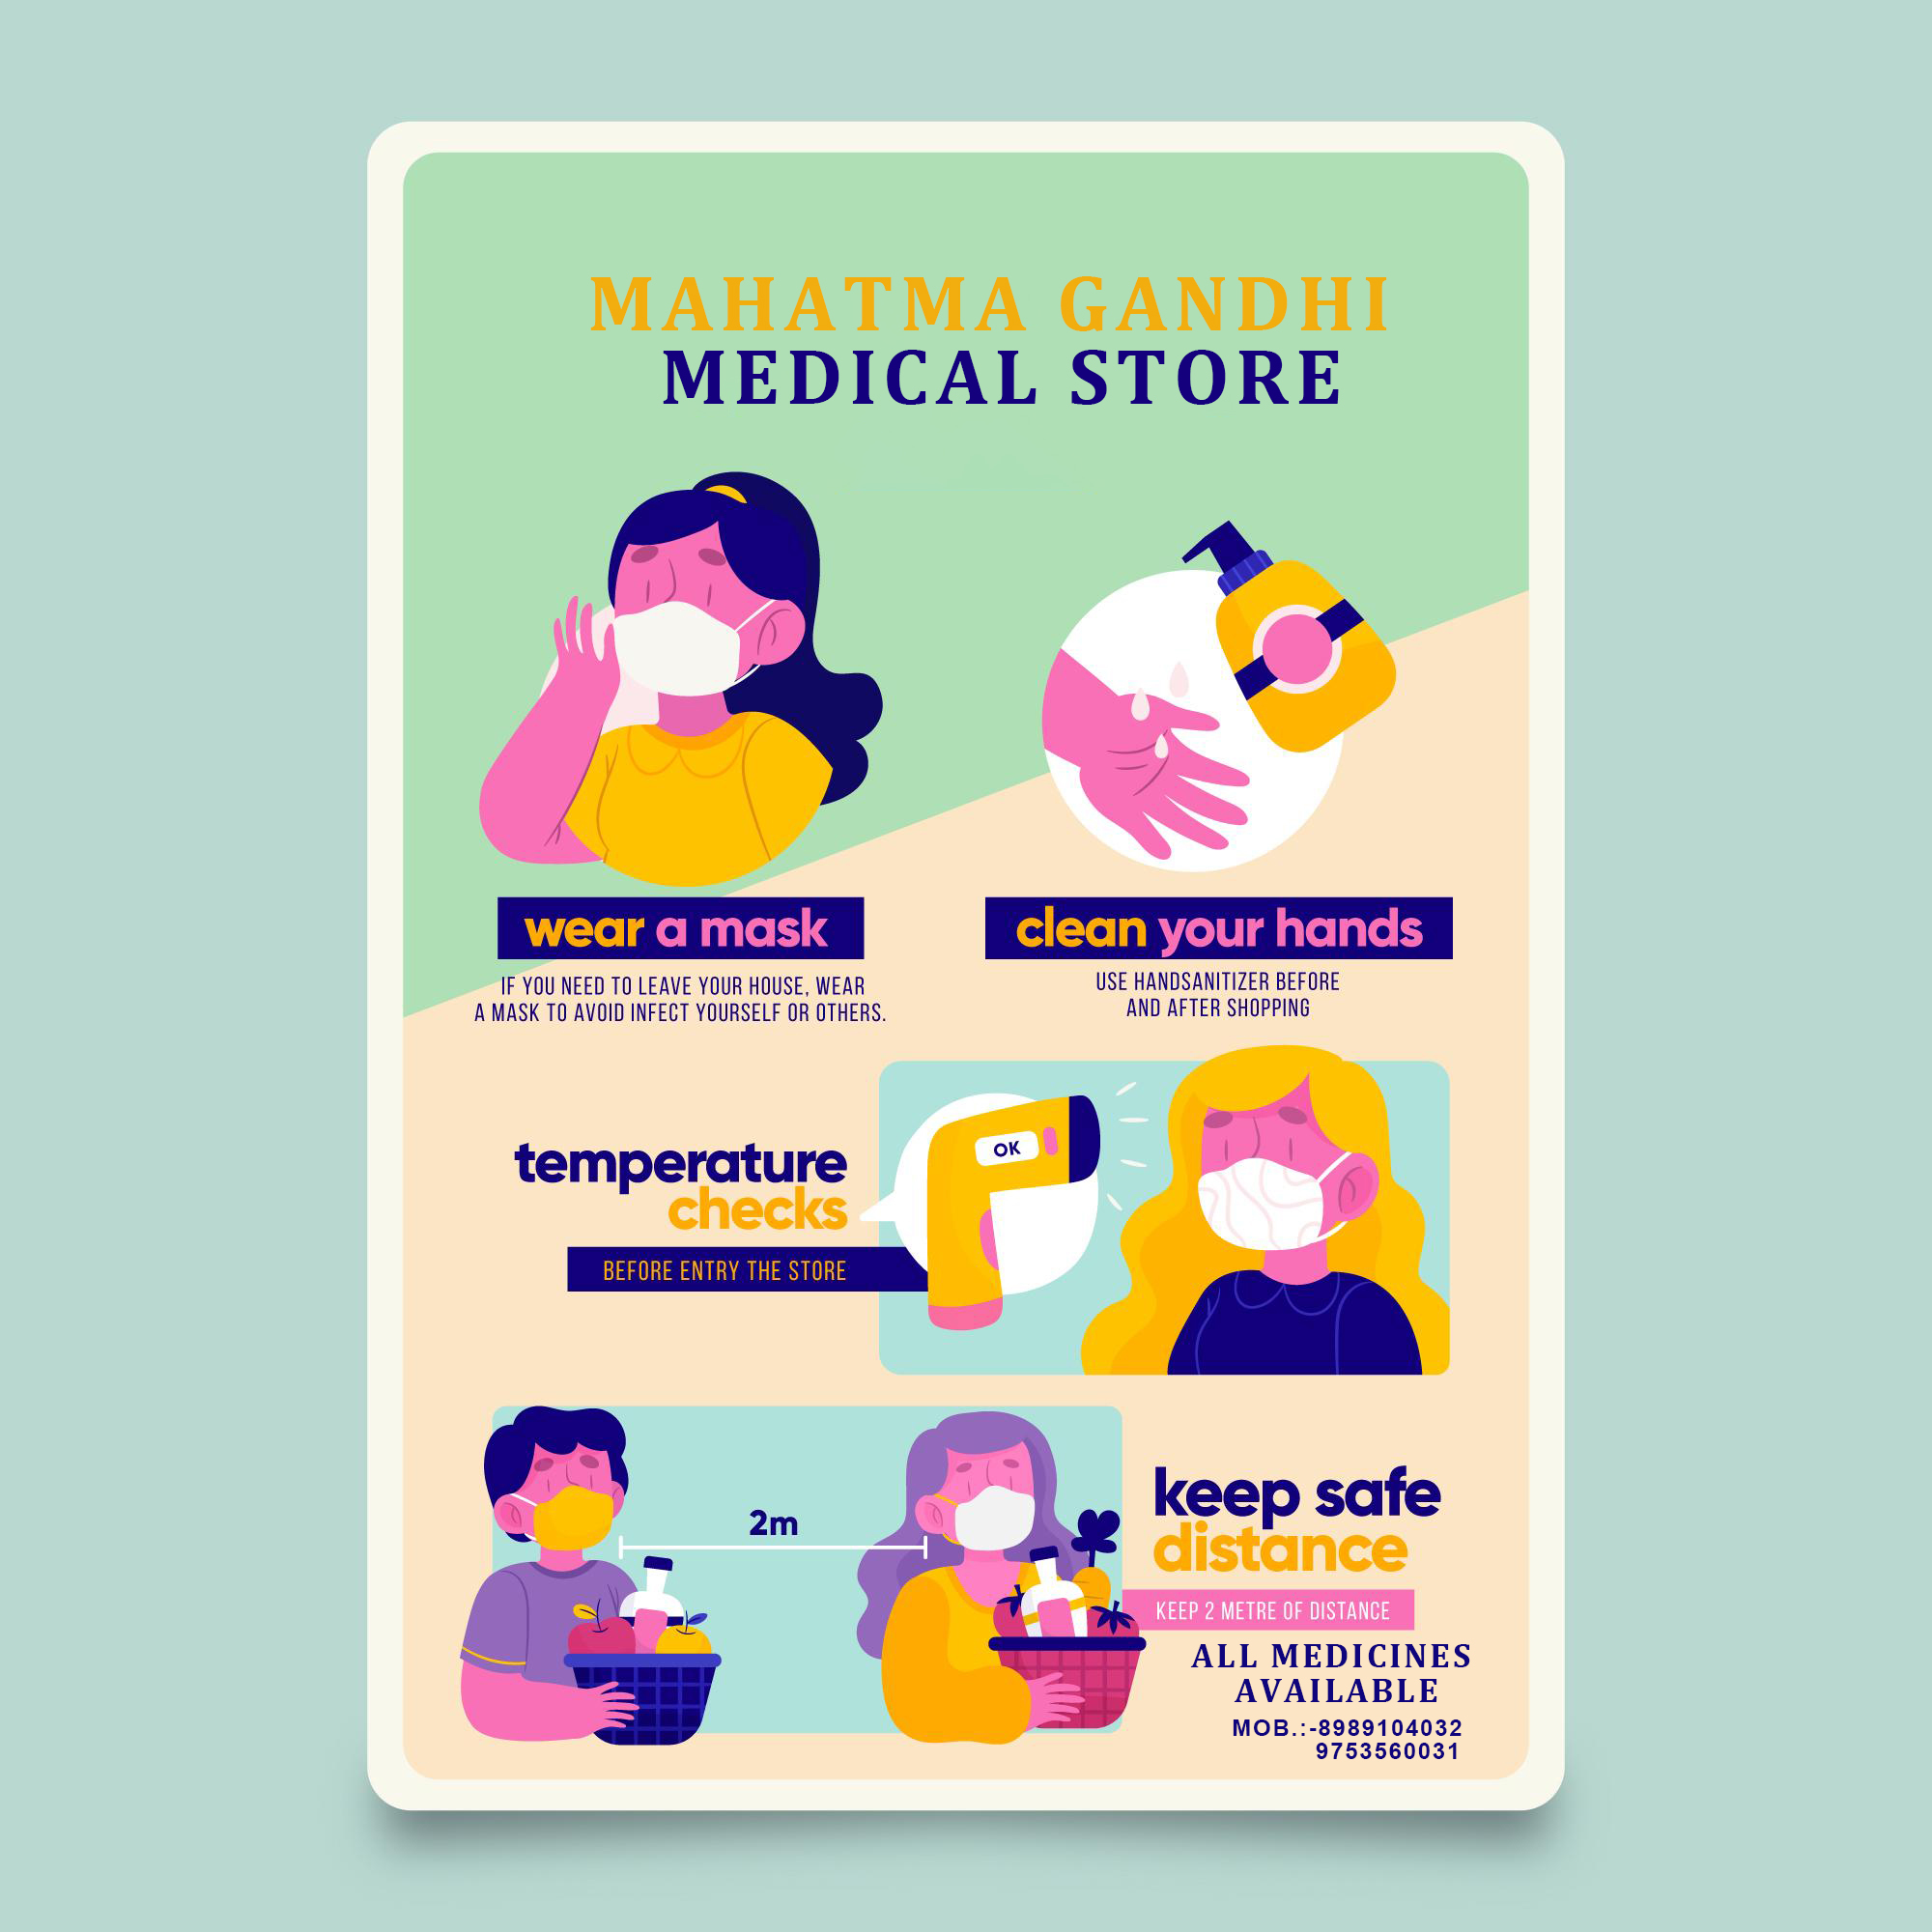 MAHATMA GANDHI
MEDICAL STORE
wear a mask
IF YOU NEED TO LEAVE YOUR HOUSE, WEAR
A MASK TO AVOID INFECT YOURSELF OR OTHERS.
clean your hands
USE HANDSANITIZER BEFORE
AND AFTER SHOPPING
temperature
checks
BEFORE ENTRY THE STORE
OK
2m
keep safe
distance
KEEP 2 METRE OF DISTANCE
ALL MEDICINES
AVAILABLE
MOB.:-8989104032
9753560031